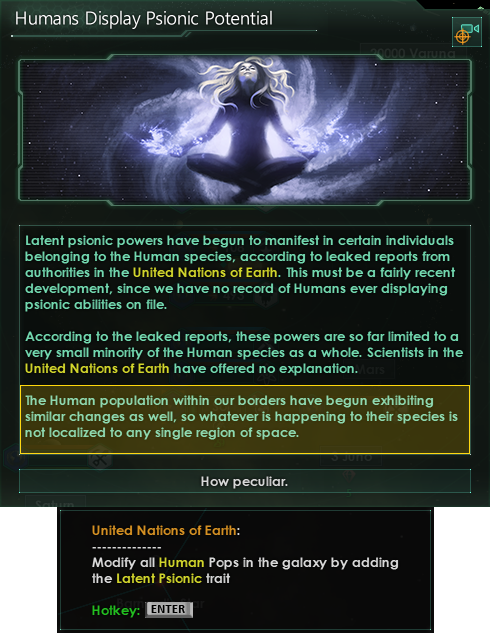 Humans Display Psionic Potential
20000 Varuna
Latent psionic powers have begun to manifest in certain individuals
belonging to the Human species, according to leaked reports from
authorities in the United Nations of Earth. This must be a fairly recent
development, since we have no record of Humans ever displaying
psionic abilities on file.
According to the leaked reports, these powers are so far limited to a
very small minority of the Human species as a whole. Scientists in the
United Nations of Earth have offered no explanation.
Mars
The Human population within our borders have begun exhibiting
similar changes as well, so whatever is happening to their species is
not localized to any single region of space.
3 Juno
How peculiar.
Saturn
United Nations of Earth:
--------------
Modify all Human Pops in the galaxy by adding
the Latent Psionic trait
Hotkey: ENTER